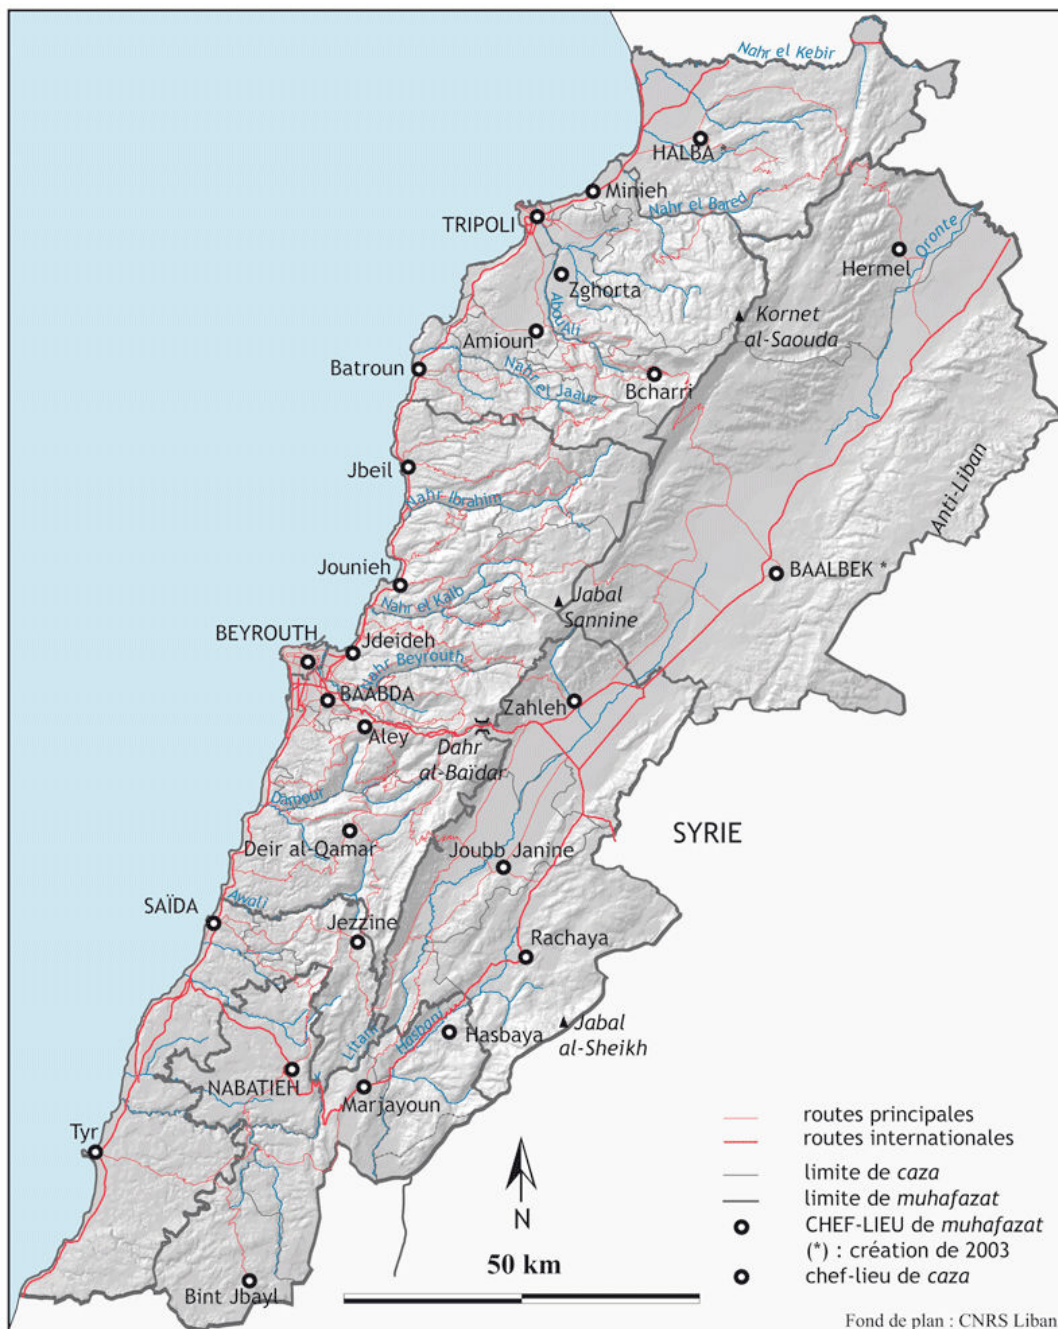 Nahr el Kebir
HALBA *
Minieh
Nahr el Bared
TRIPOLI
Oronte
Hermel
Zghorta
Abou Ali
Kornet
al-Saouda
Amioun
Batroun
Nahr el Jaauz
Bcharri
Jbeil
Nahr Ibrahim
Anti-Liban
Jounieh
BAALBEK *
Nahr el Kalb
Jabal
Sannine
BEYROUTH
Jdeideh
Nahr Beyrouth
BAABDA
Zahleh
Aley
Dahr
al-Baïdar
Damour
SYRIE
Deir al-Qamar
Joubb Janine
Awali
SAÏDA
Jezzine
Rachaya
Hasbani
Litani
Hasbaya
Jabal
al-Sheikh
NABATIEH
Marjayoun
Tyr
Bint Jbayl
routes principales
routes internationales
limite de caza
limite de muhafazat
CHEF-LIEU de muhafazat
(*) : création de 2003
chef-lieu de caza
N
50 km
Fond de plan : CNRS Liban